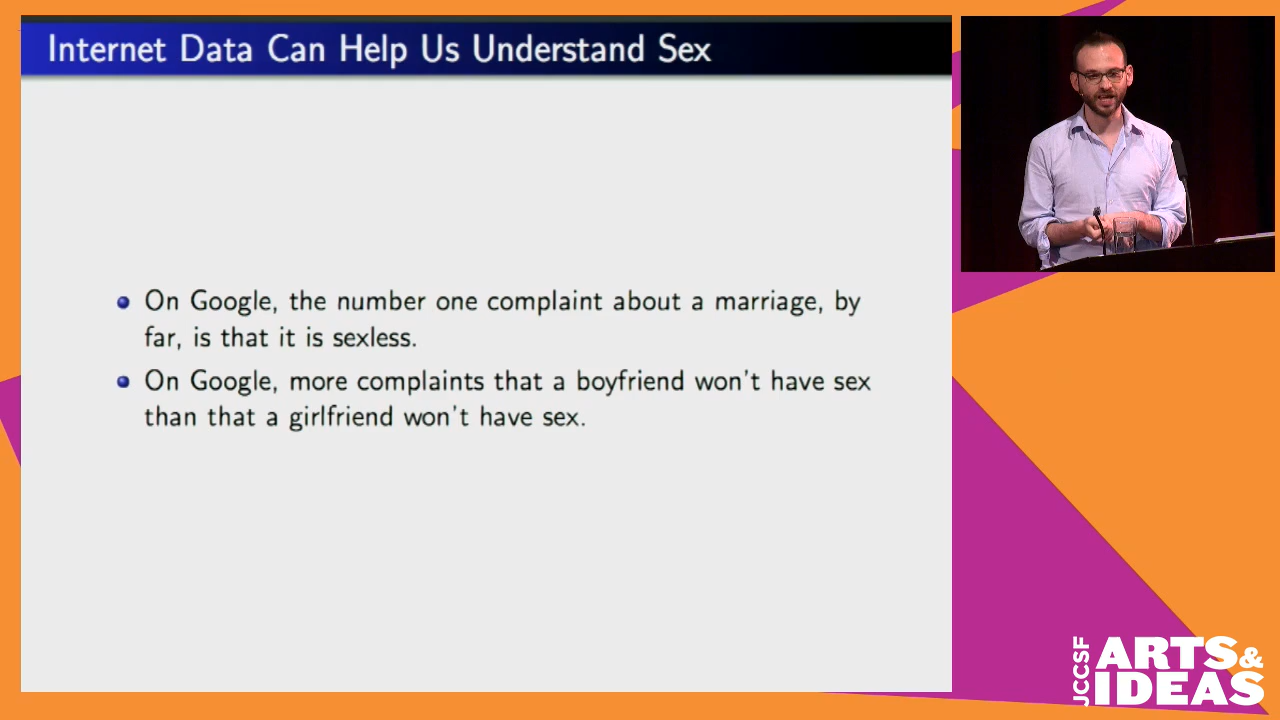 Internet Data Can Help Us Understand Sex
On Google, the number one complaint about a marriage, by
far, is that it is sexless.
On Google, more complaints that a boyfriend won't have sex
than that a girlfriend won't have sex.
JCCSF
ARTS&
IDEAS